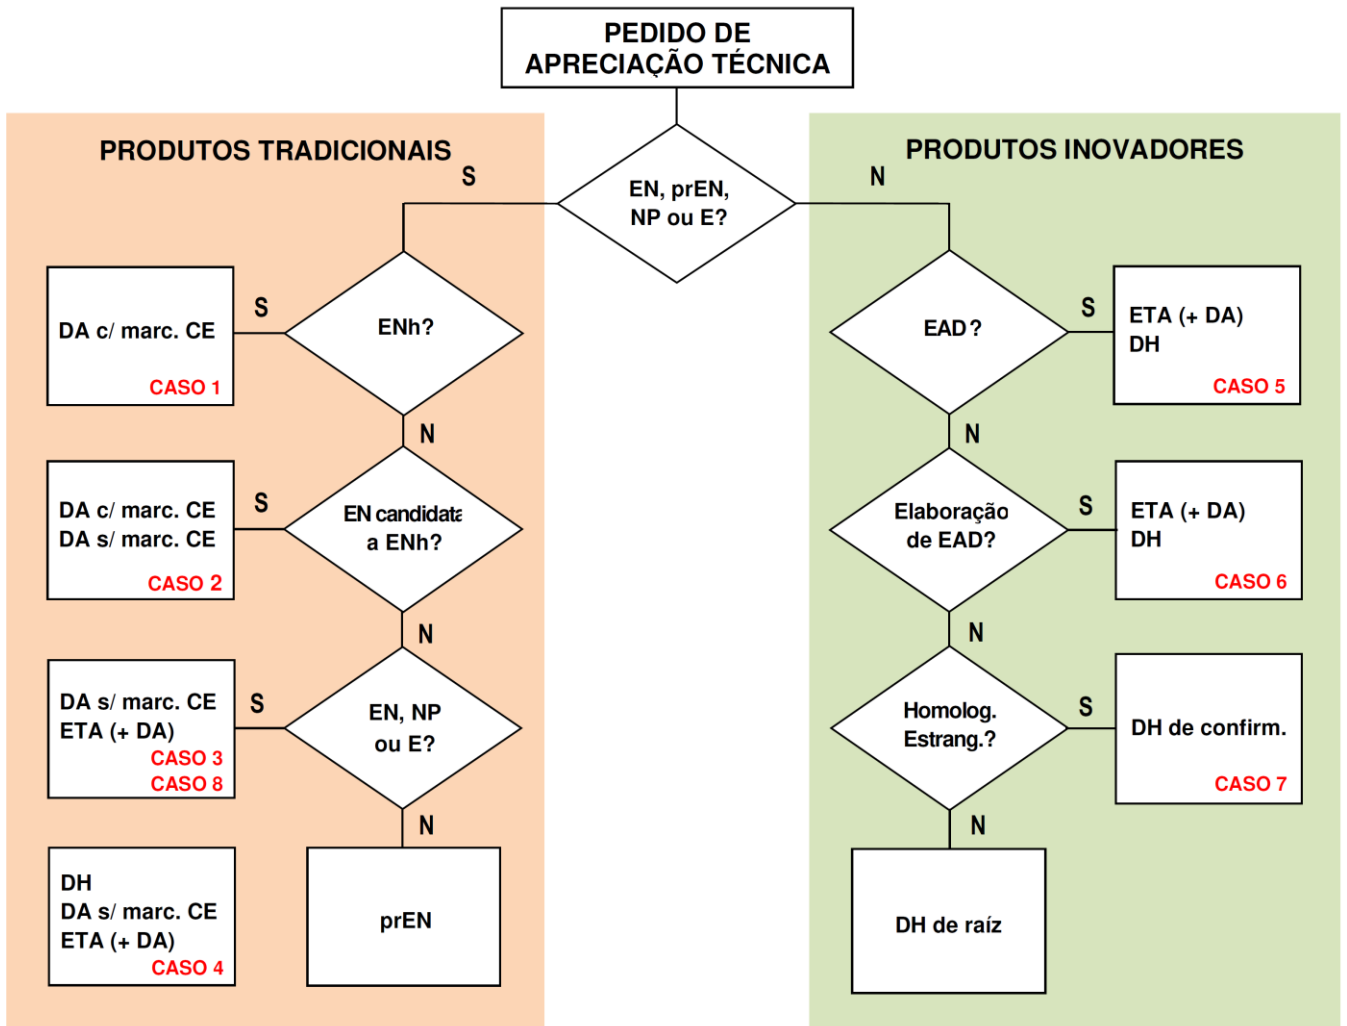 PEDIDO DE
APRECIAÇÃO TÉCNICA
PRODUTOS TRADICIONAIS
PRODUTOS INOVADORES
S
N
EN, prEN,
NP ou E?
DA c/ marc. CE
CASO 1
S
ENh?
EAD?
S
ETA (+ DA)
DH
CASO 5
N
N
DA c/ marc. CE
DA s/ marc. CE
CASO 2
S
EN candidata
a ENh?
Elaboração
de EAD?
S
ETA (+ DA)
DH
CASO 6
N
N
DA s/ marc. CE
ETA (+ DA)
CASO 3
CASO 8
S
EN, NP
ou E?
Homolog.
Estrang.?
S
DH de confirm.
CASO 7
N
N
DH
DA s/ marc. CE
ETA (+ DA)
CASO 4
prEN
DH de raíz